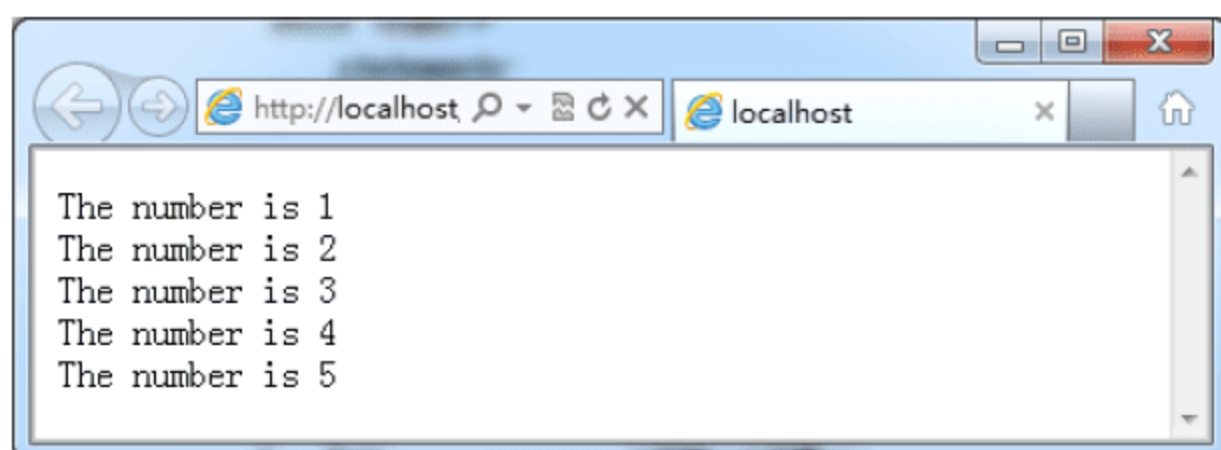 http://localhost,
localhost
The number is 1
The number is 2
The number is 3
The number is 4
The number is 5